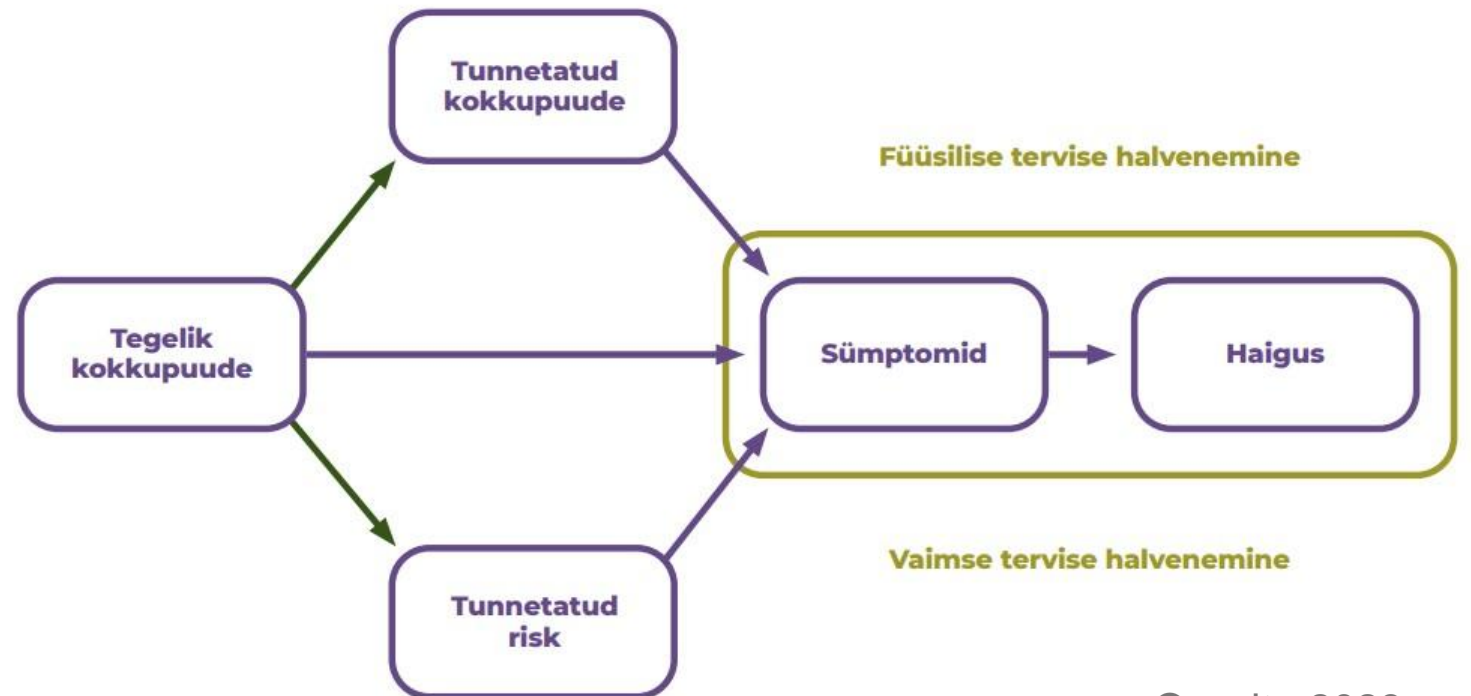 Tunnetatud
kokkupuude
Füüsilise tervise halvenemine
Tegelik
kokkupuude
Sümptomid
Haigus
Vaimse tervise halvenemine
Tunnetatud
risk